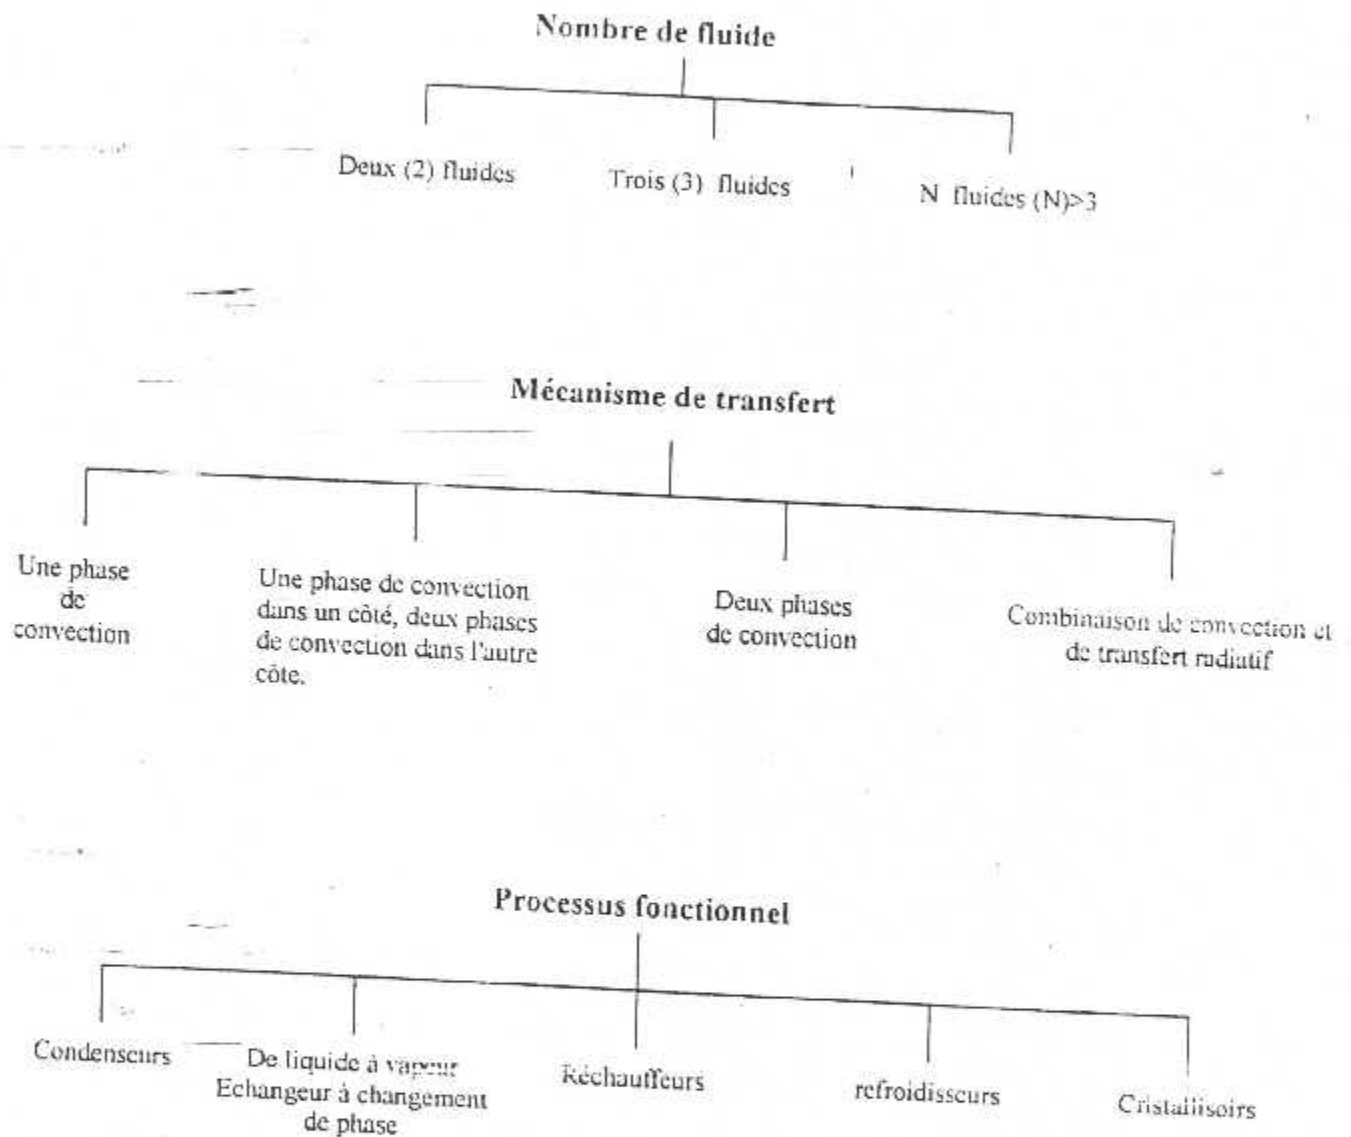 Nombre de fluide
Deux (2) fluides
Trois (3) fluides
N fluides (N)>3
Mécanisme de transfert
Une phase
de
convection
Une phase de convection
dans un côté, deux phases
de convection dans l'autre
côte.
Deux phases
de convection
Combinaison de convection et
de transfert radiatif
Processus fonctionnel
Condenseurs
De liquide à vapeur
Echangeur à changement
de phase
Réchauffeurs
refroidisseurs
Cristallisoirs